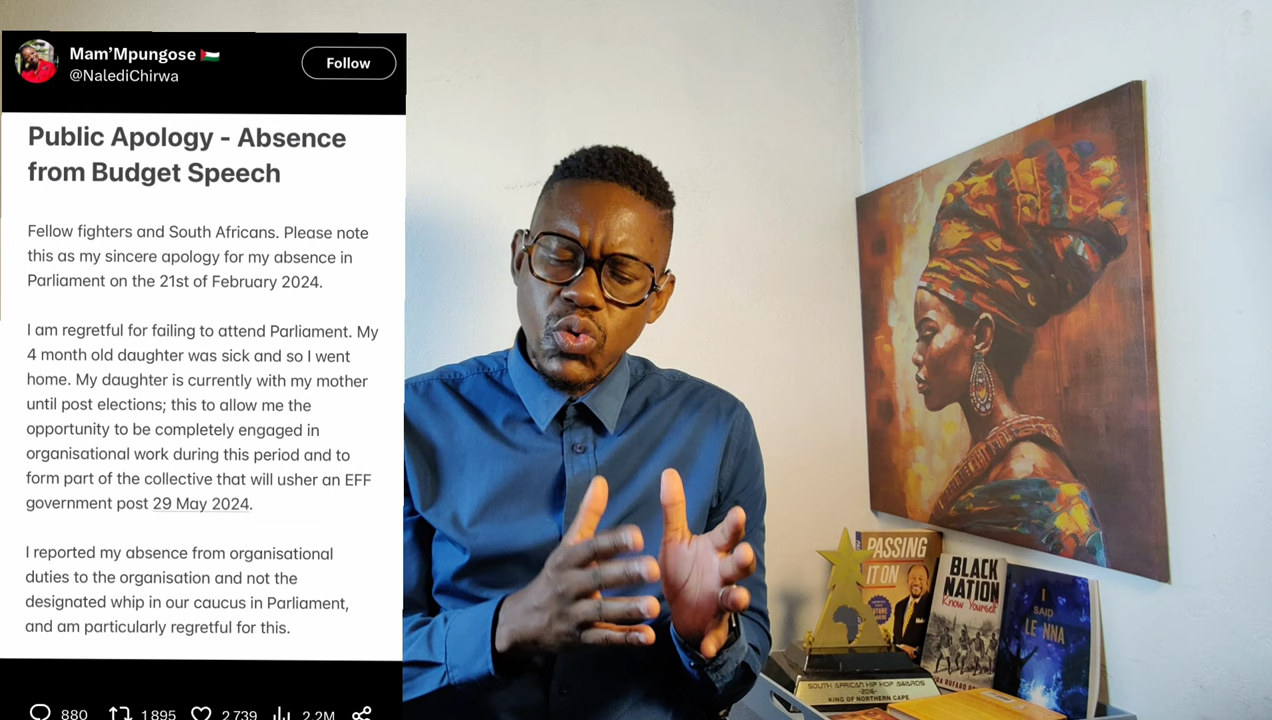 Mam'Mpungose 🇵🇸
@NalediChirwa
Follow
Public Apology - Absence
from Budget Speech
Fellow fighters and South Africans. Please note
this as my sincere apology for my absence in
Parliament on the 21st of February 2024.
I am regretful for failing to attend Parliament. My
4 month old daughter was sick and so I went
home. My daughter is currently with my mother
until post elections; this to allow me the
opportunity to be completely engaged in
organisational work during this period and to
form part of the collective that will usher an EFF
government post 29 May 2024.
I reported my absence from organisational
duties to the organisation and not the
designated whip in our caucus in Parliament,
and am particularly regretful for this.
880 1 895 2 739 2.2M
PASSING
IT ON
BLACK
NATION
Know Yourself
I
SAID
LE NNA
SOUTH AFRICAN HIP HOP AWARDS
KING OF NORTHERN CAPE